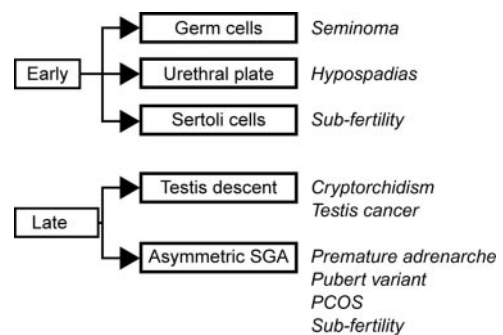 Early
Germ cells
Seminoma
Urethral plate
Hypospadias
Sertoli cells
Sub-fertility
Late
Testis descent
Cryptorchidism
Testis cancer
Asymmetric SGA
Premature adrenarche
Pubert variant
PCOS
Sub-fertility